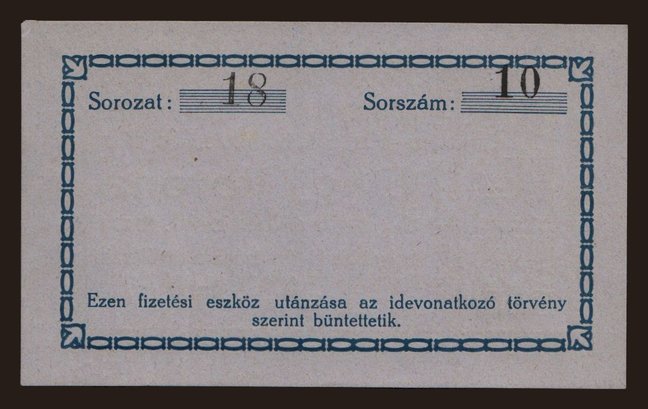 Sorozat: 18 Sorszám: 10
Ezen fizetési eszköz utánzása az idevonatkozó törvény
szerint büntettetik.